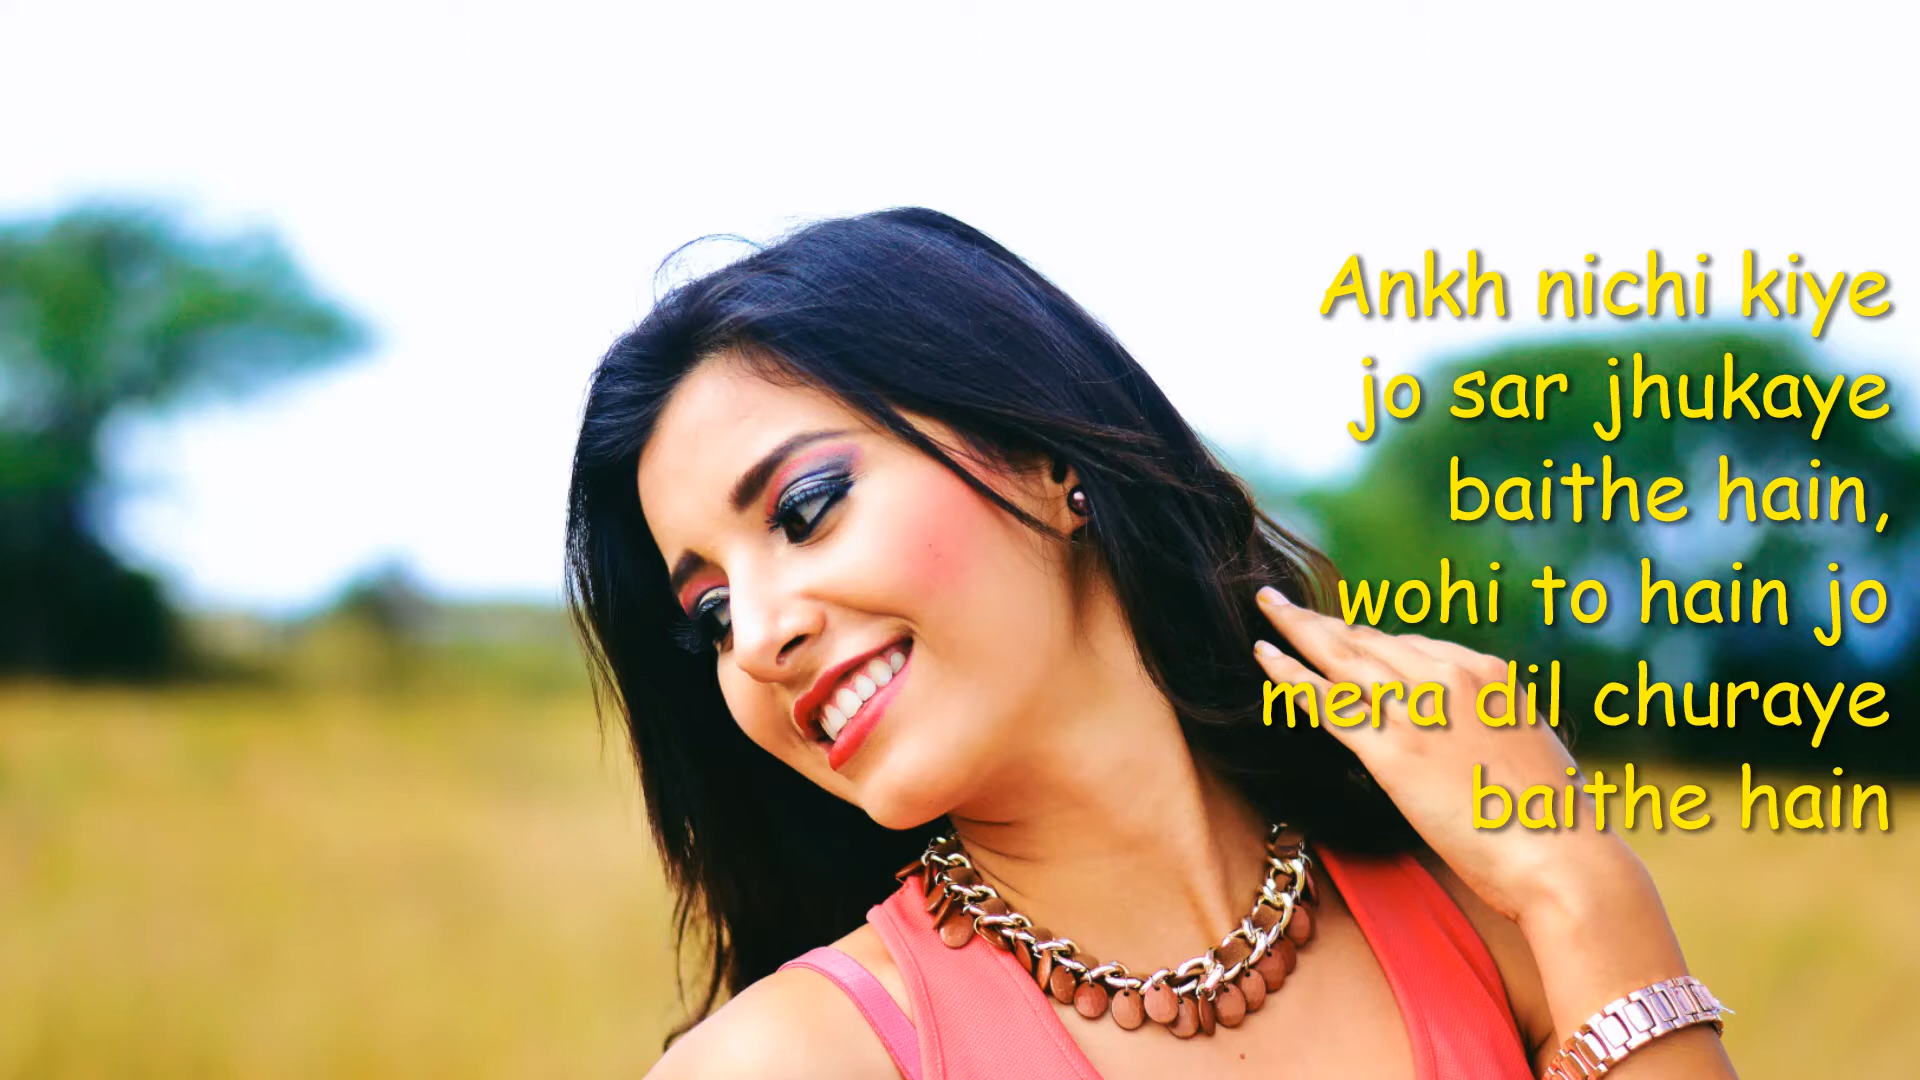 Ankh nichi kiye
jo sar jhukaye
baithe hain,
wohi to hain jo
mera dil churaye
baithe hain